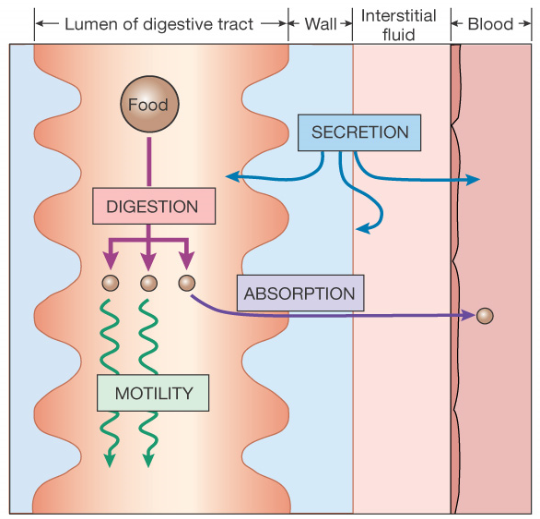 Lumen of digestive tract
Wall
Interstitial
fluid
Blood
Food
SECRETION
DIGESTION
ABSORPTION
MOTILITY